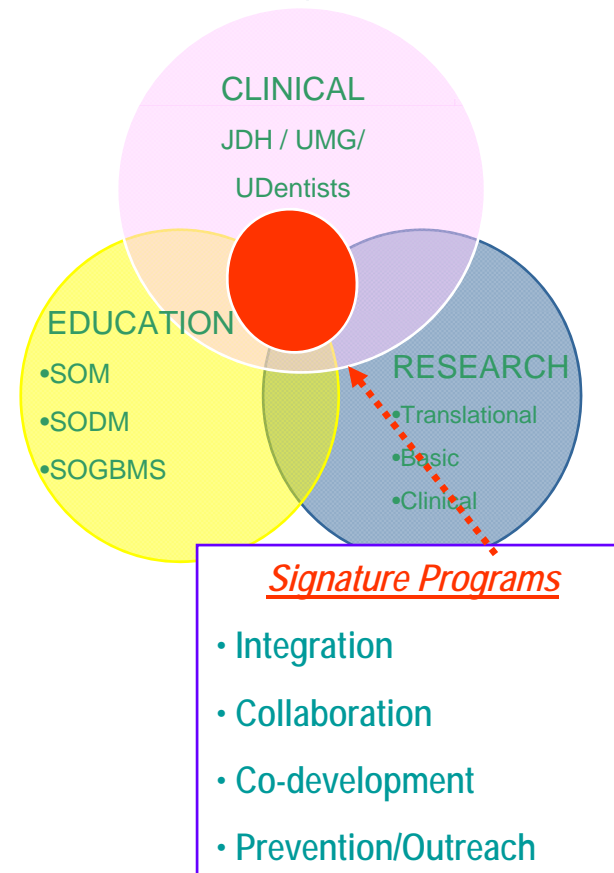 CLINICAL
JDH / UMG/
UDentists
EDUCATION
•SOM
•SODM
•SOGBMS
RESEARCH
•Translational
•Basic
•Clinical
Signature Programs
• Integration
• Collaboration
• Co-development
• Prevention/Outreach